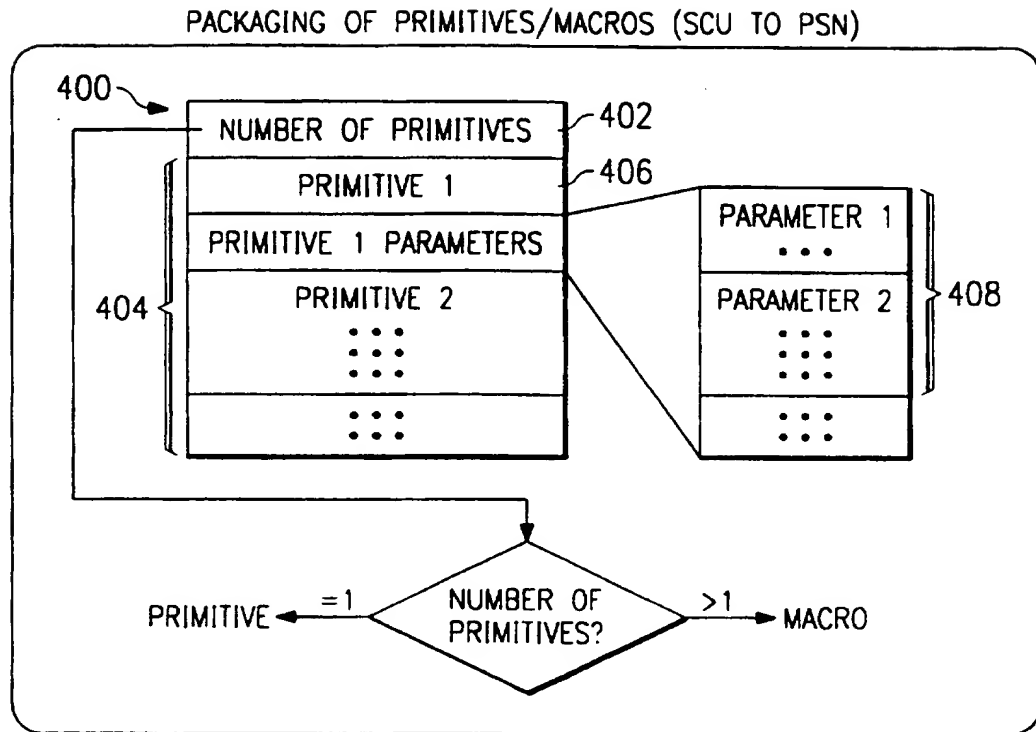 PACKAGING OF PRIMITIVES/MACROS (SCU TO PSN)
400
NUMBER OF PRIMITIVES
402
PRIMITIVE 1
406
PRIMITIVE 1 PARAMETERS
404
PRIMITIVE 2
PARAMETER 1
PARAMETER 2
408
NUMBER OF
PRIMITIVES?
=1
PRIMITIVE
>1
MACRO